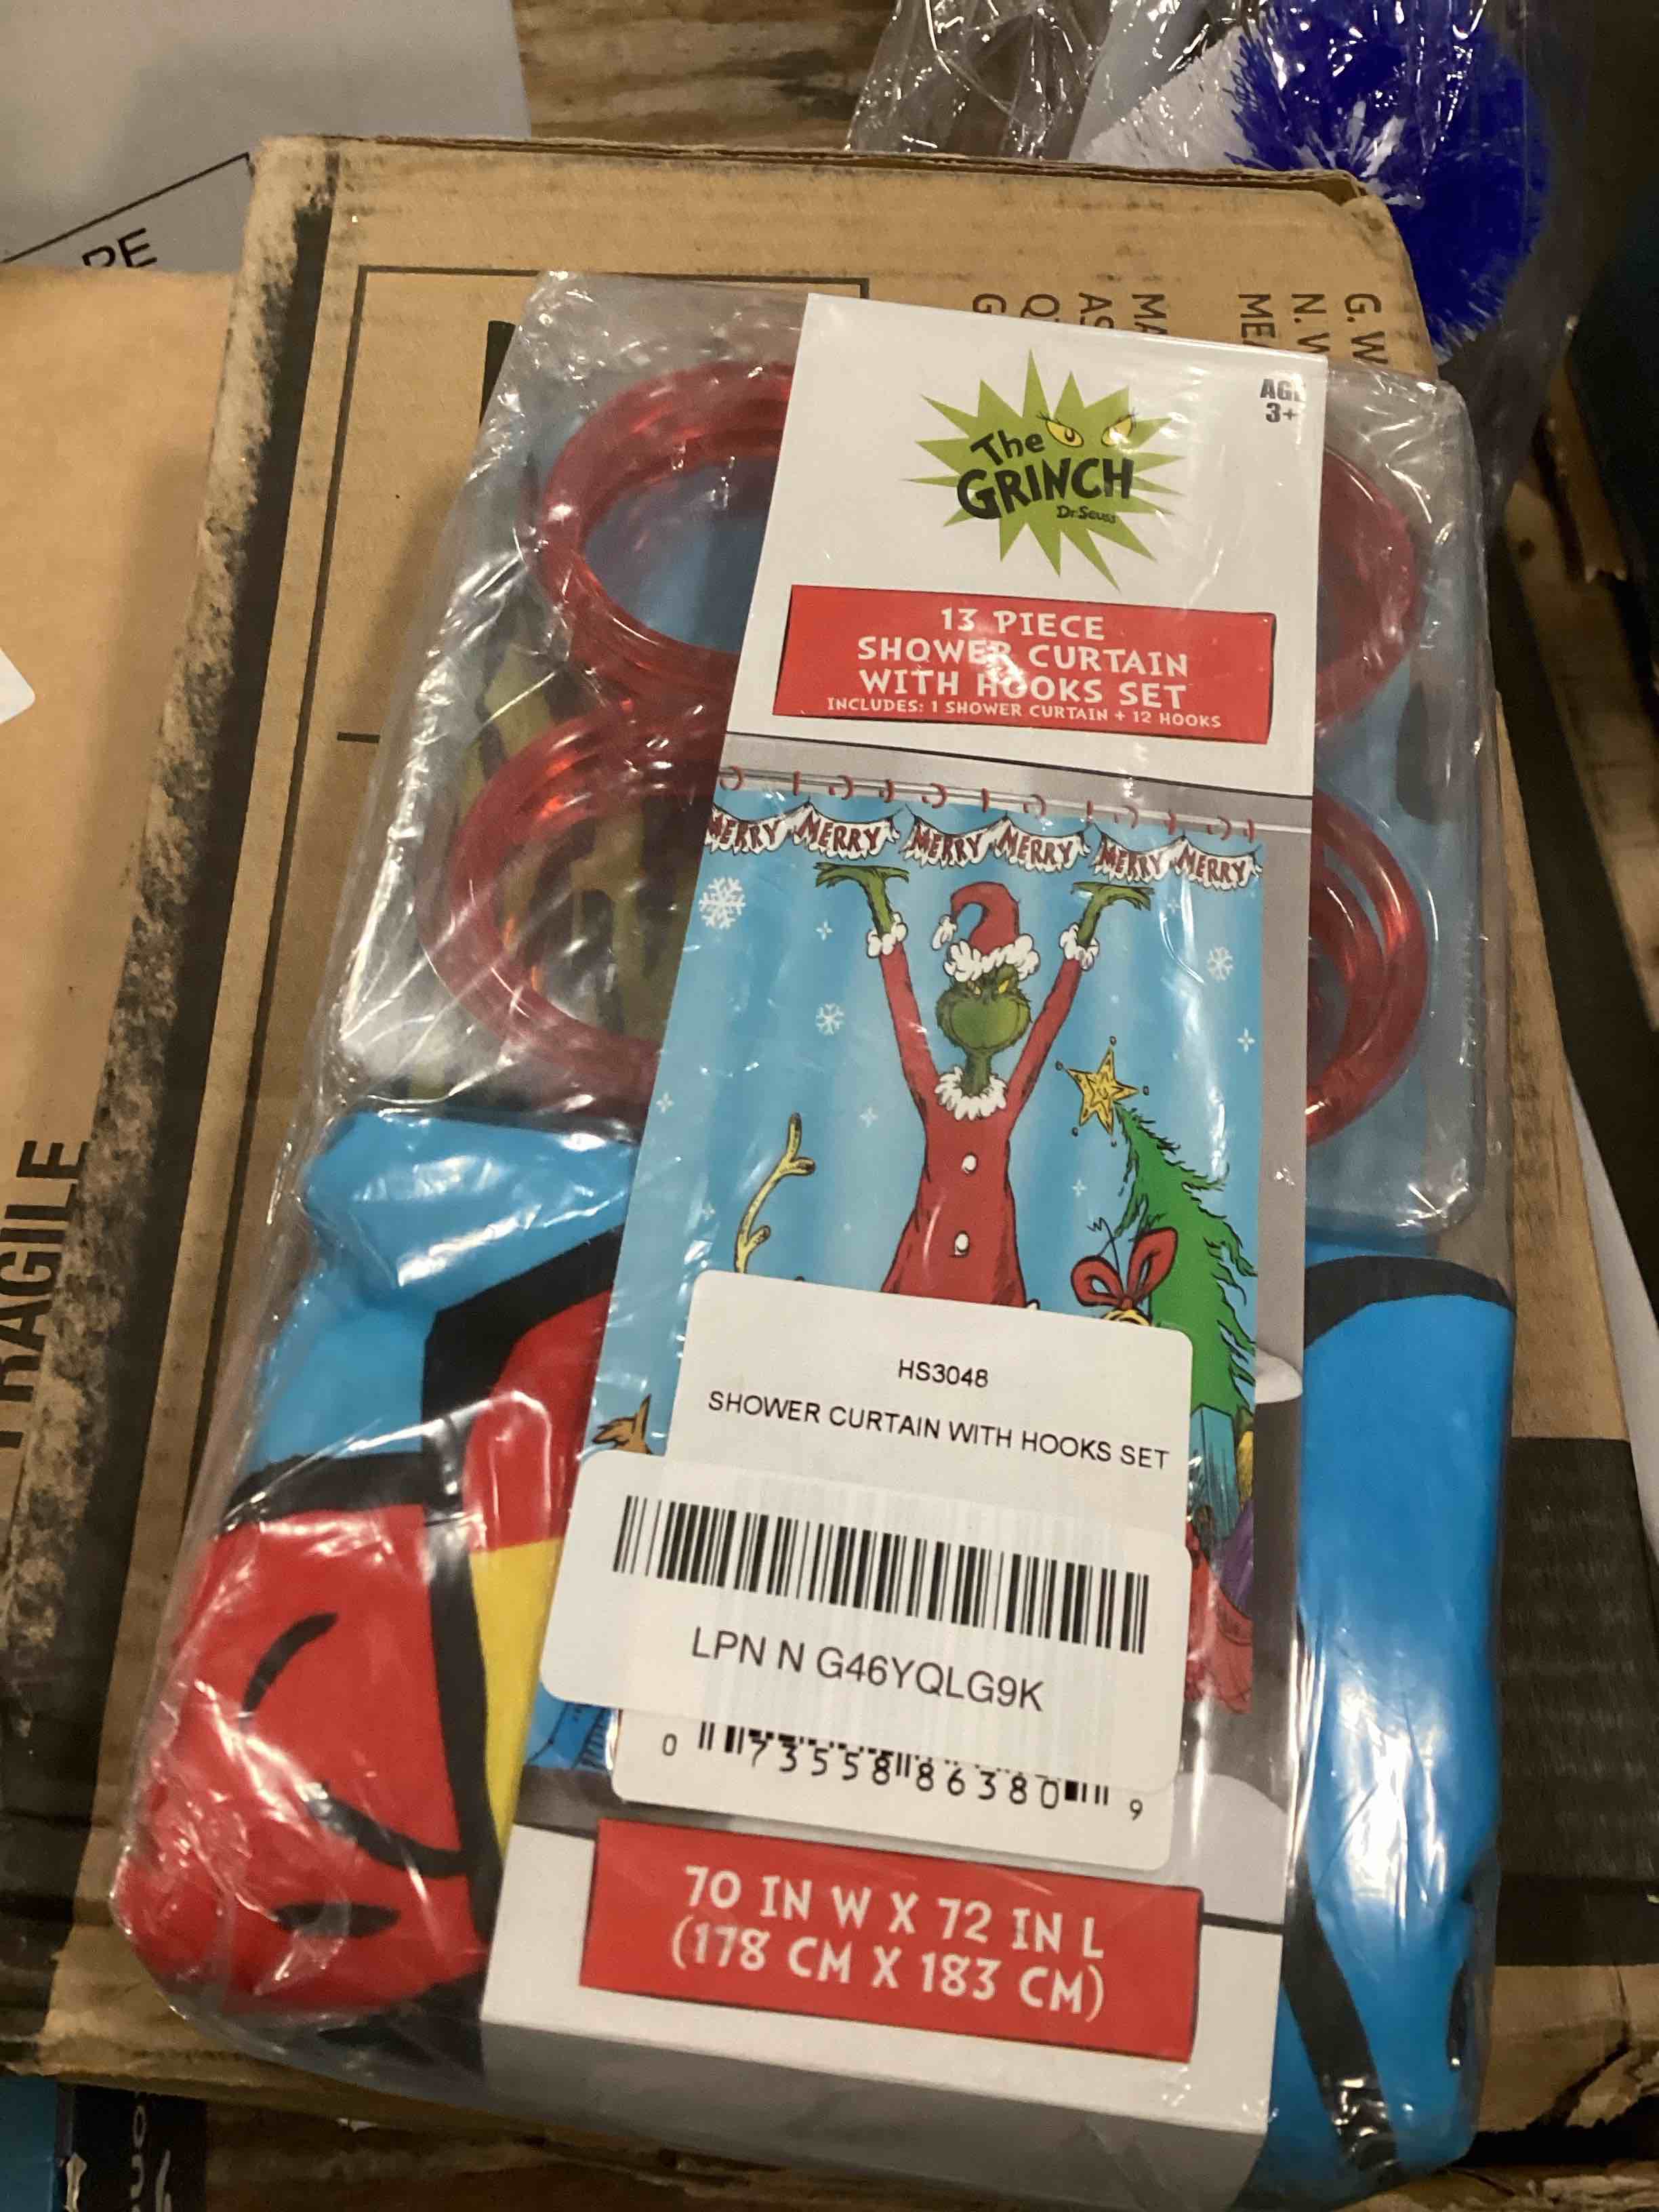 The
GRINCH
Dr. Seuss
AGE
3+
13 PIECE
SHOWER CURTAIN
WITH HOOKS SET
INCLUDES: 1 SHOWER CURTAIN + 12 HOOKS
MERRY MERRY MERRY MERRY MERRY MERRY
HS3048
SHOWER CURTAIN WITH HOOKS SET
LPN N G46YQLG9K
0 73558 86380 9
70 IN W X 72 IN L
(178 CM X 183 CM)
G. W
N. W
FRAGILE